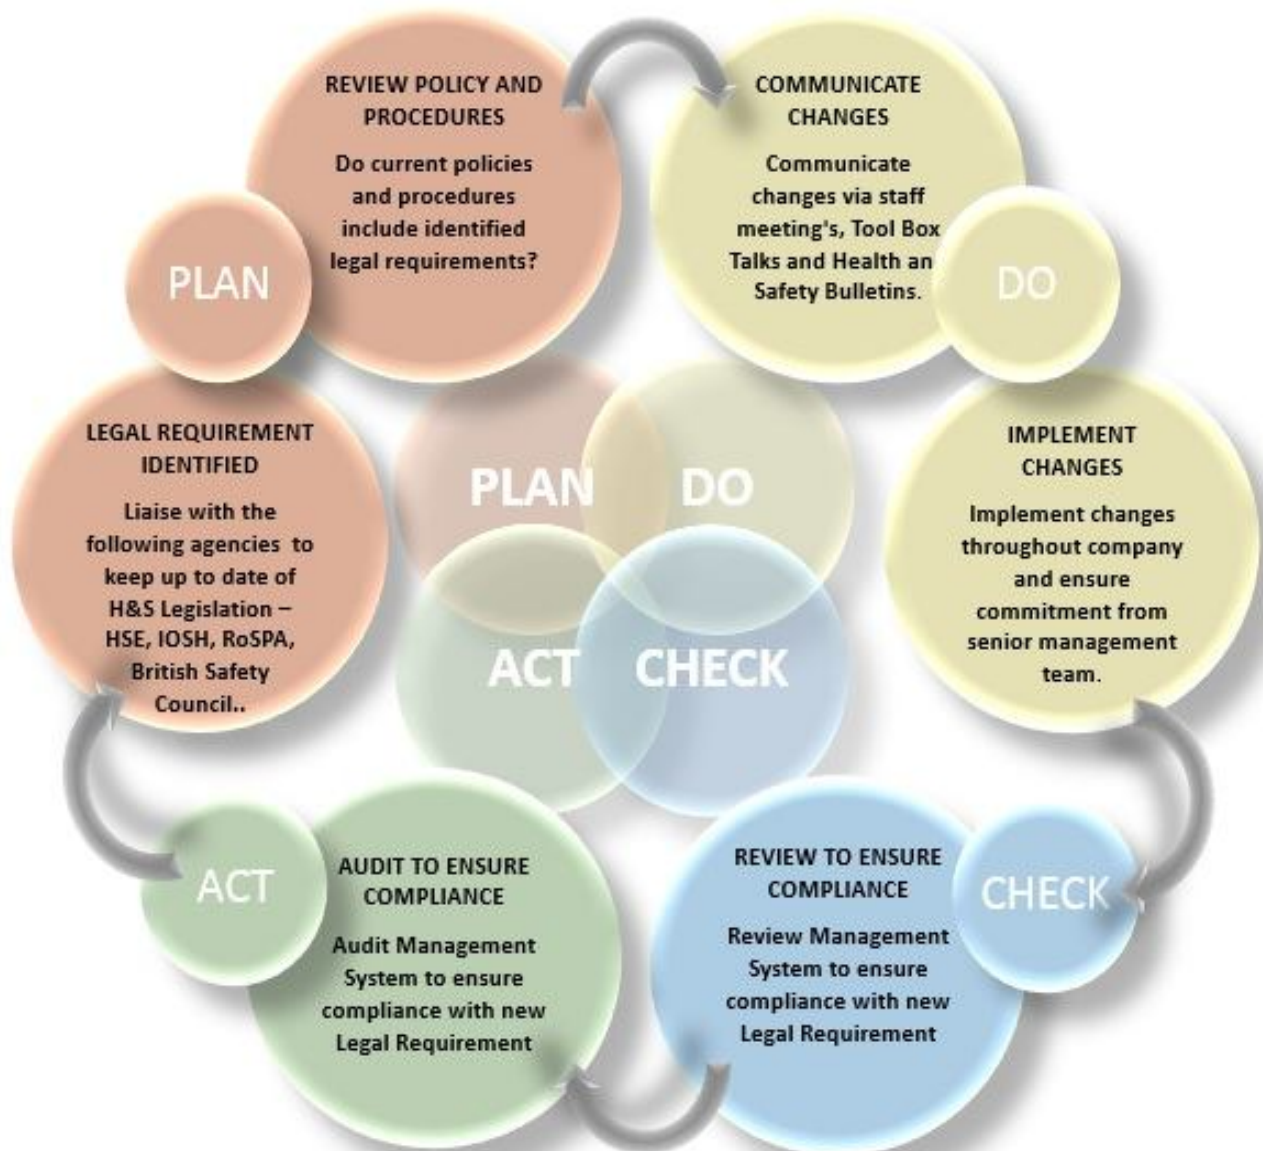 REVIEW POLICY AND
PROCEDURES
Do current policies
and procedures
include identified
legal requirements?
COMMUNICATE
CHANGES
Communicate
changes via staff
meeting's, Tool Box
Talks and Health an
Safety Bulletins.
PLAN
DO
LEGAL REQUIREMENT
IDENTIFIED
Liaise with the
following agencies to
keep up to date of
H&S Legislation –
HSE, IOSH, RoSPA,
British Safety
Council..
PLAN
DO
ACT
CHECK
IMPLEMENT
CHANGES
Implement changes
throughout company
and ensure
commitment from
senior management
team.
ACT
AUDIT TO ENSURE
COMPLIANCE
Audit Management
System to ensure
compliance with new
Legal Requirement
REVIEW TO ENSURE
COMPLIANCE
Review Management
System to ensure
compliance with new
Legal Requirement
CHECK